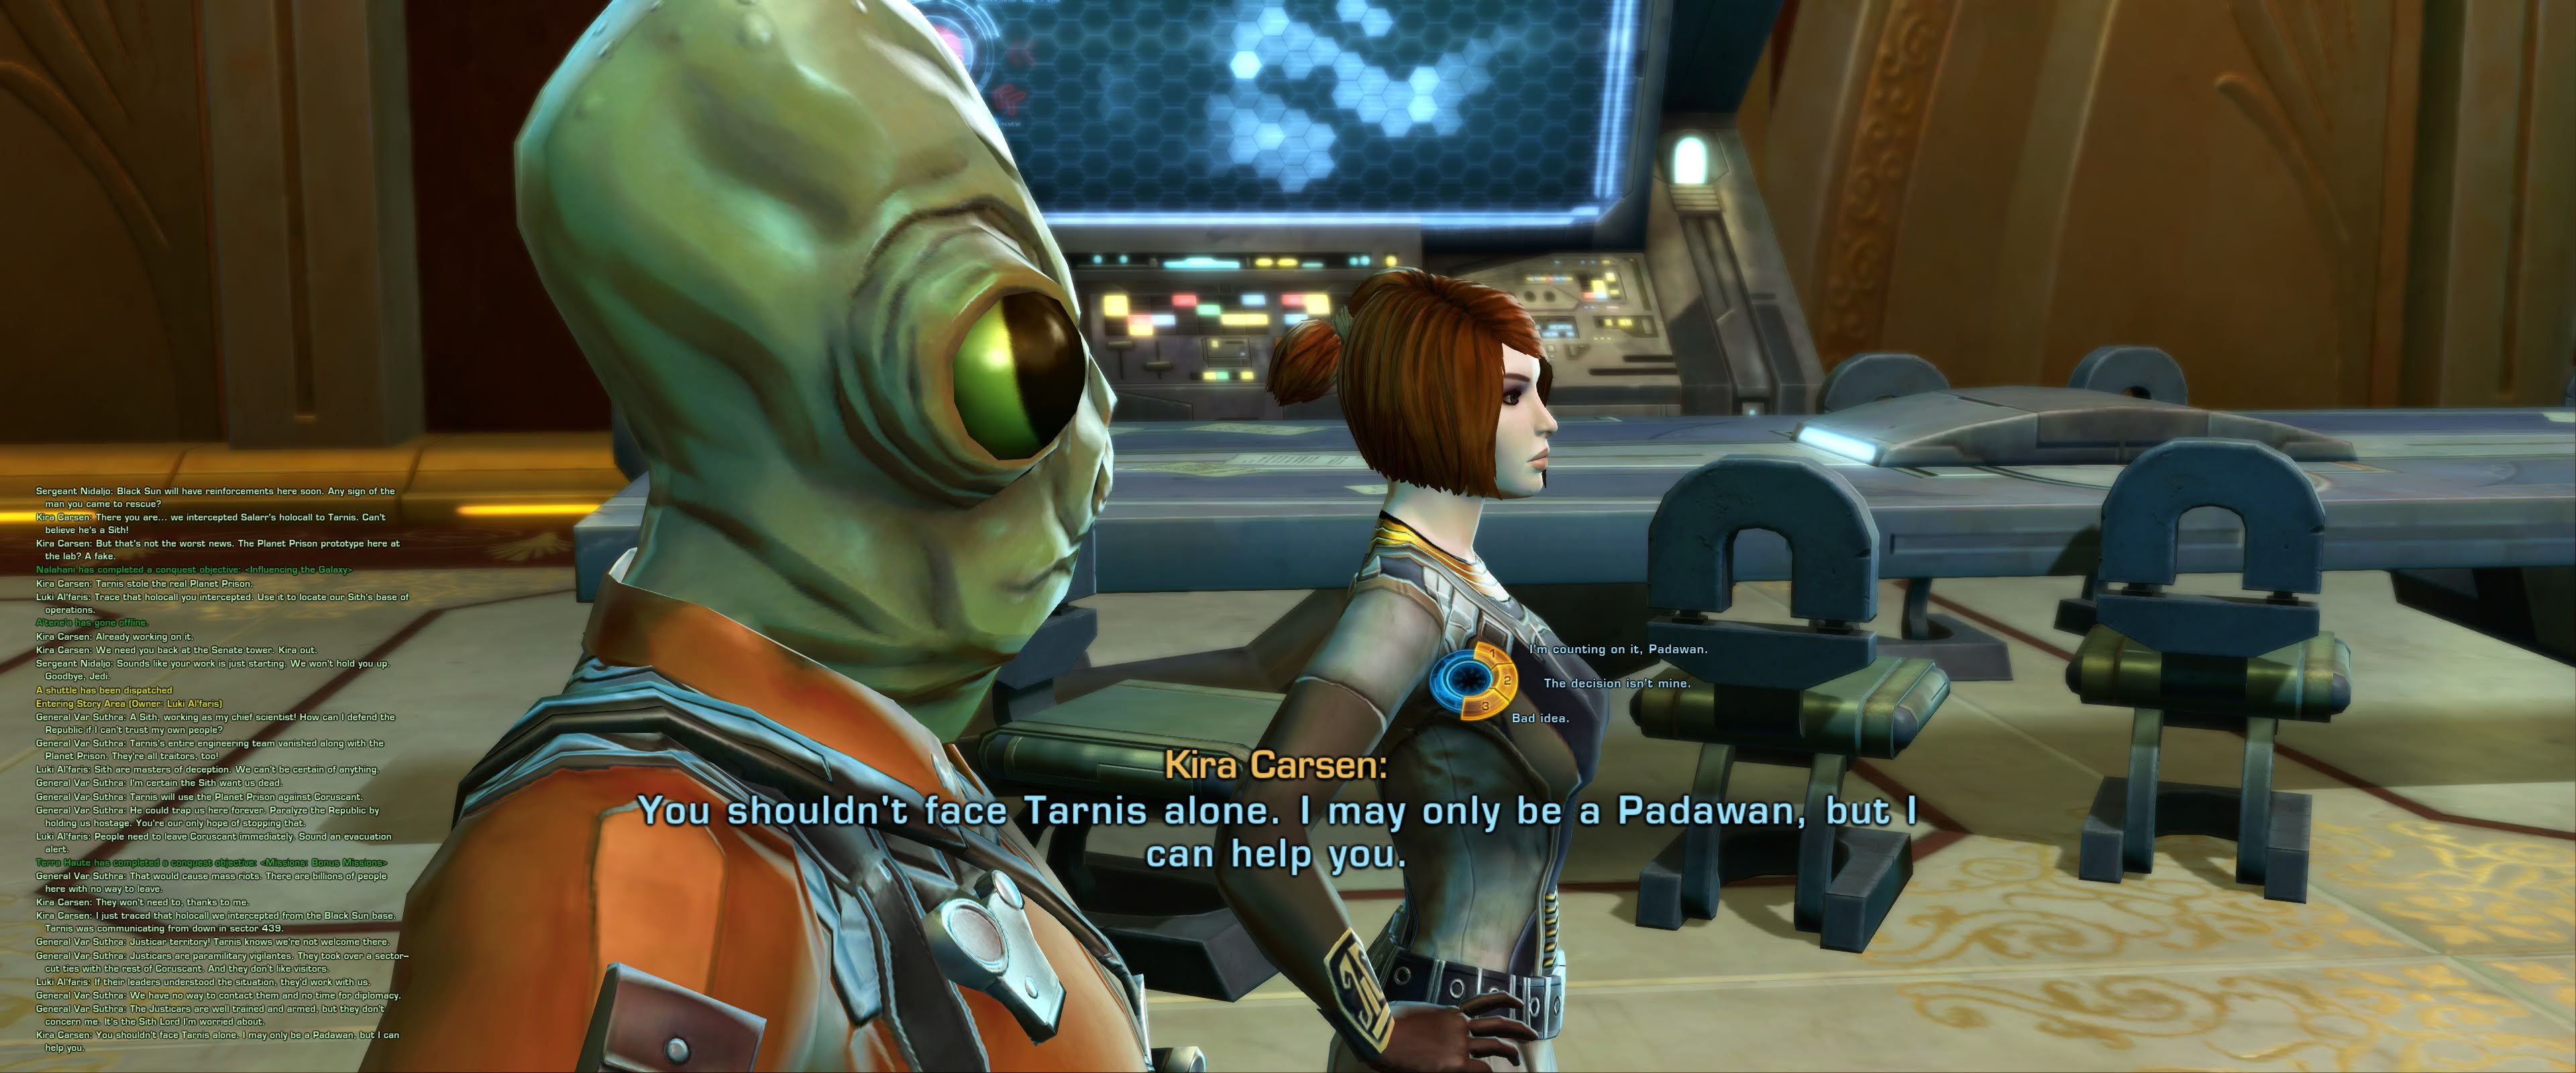 Sergeant Nidaljo: Black Sun will have reinforcements here soon. Any sign of the
man you came to rescue?
Kira Carsen: There you are... we intercepted Salarr's holocall to Tarnis. Can't
believe he's a Sith!
Kira Carsen: But that's not the worst news. The Planet Prison prototype here at
the lab? A fake.
Nalahani has completed a conquest objective: <Influencing the Galaxy>
Kira Carsen: Tarnis stole the real Planet Prison.
Luki Al'faris: Trace that holocall you intercepted. Use it to locate our Sith's base of
operations.
A'tene'a has gone offline.
Kira Carsen: Already working on it.
Kira Carsen: We need you back at the Senate tower. Kira out.
Sergeant Nidaljo: Sounds like your work is just starting. We won't hold you up.
Goodbye, Jedi.
A shuttle has been dispatched
Entering Story Area (Owner: Luki Al'faris)
General Var Suthra: A Sith, working as my chief scientist! How can I defend the
Republic if I can't trust my own people?
General Var Suthra: Tarnis's entire engineering team vanished along with the
Planet Prison. They're all traitors, too!
Luki Al'faris: Sith are masters of deception. We can't be certain of anything.
General Var Suthra: I'm certain the Sith want us dead.
General Var Suthra: Tarnis will use the Planet Prison against Coruscant.
General Var Suthra: He could trap us here forever. Paralyze the Republic by
holding us hostage. You're our only hope of stopping that.
Luki Al'faris: People need to leave Coruscant immediately. Sound an evacuation
alert.
Terra Haute has completed a conquest objective: <Missions: Bonus Missions>
General Var Suthra: That would cause mass riots. There are billions of people
here with no way to leave.
Kira Carsen: They won't need to, thanks to me.
Kira Carsen: I just traced that holocall we intercepted from the Black Sun base.
Tarnis was communicating from down in sector 439.
General Var Suthra: Justicar territory! Tarnis knows we're not welcome there.
General Var Suthra: Justicars are paramilitary vigilantes. They took over a sector--
cut ties with the rest of Coruscant. And they don't like visitors.
Luki Al'faris: If their leaders understood the situation, they'd work with us.
General Var Suthra: We have no way to contact them and no time for diplomacy.
General Var Suthra: The Justicars are well trained and armed, but they don't
concern me. It's the Sith Lord I'm worried about.
Kira Carsen: You shouldn't face Tarnis alone. I may only be a Padawan, but I can
help you.
1 I'm counting on it, Padawan.
2 The decision isn't mine.
3 Bad idea.
Kira Carsen:
You shouldn't face Tarnis alone. I may only be a Padawan, but I
can help you.